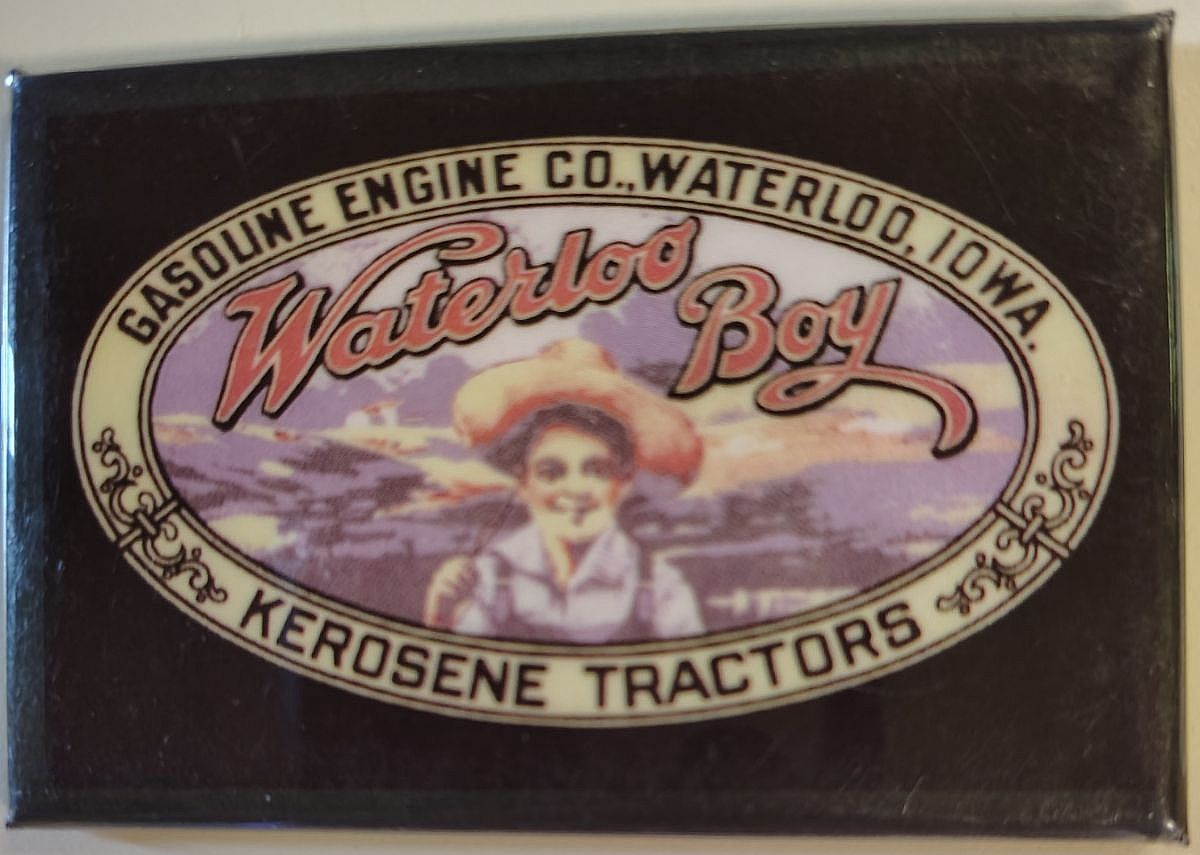 GASOLINE ENGINE CO., WATERLOO, IOWA.
Waterloo Boy
KEROSENE TRACTORS